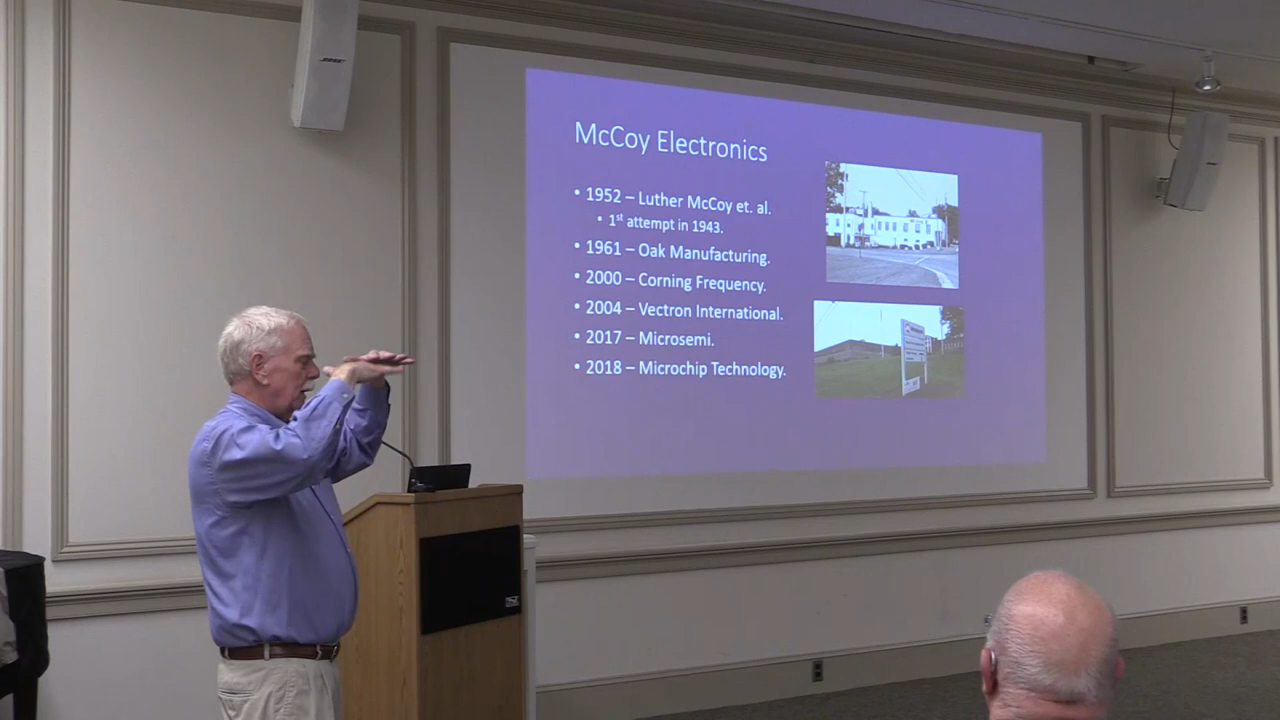 BOSE
McCoy Electronics
• 1952 – Luther McCoy et. al.
• 1st attempt in 1943.
• 1961 – Oak Manufacturing.
• 2000 – Corning Frequency.
• 2004 – Vectron International.
• 2017 – Microsemi.
• 2018 – Microchip Technology.